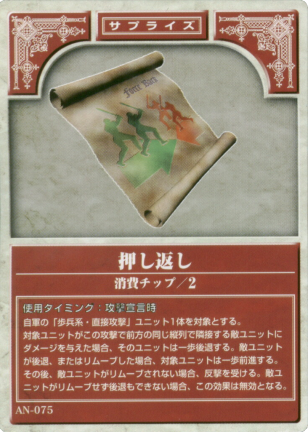 サプライズ
Push Back
押し返し
消費チップ／2
使用タイミング：攻撃宣言時
自軍の「歩兵系・直接攻撃」ユニット1体を対象とする。
対象ユニットがこの攻撃で前方の同じ縦列で隣接する敵ユニットに
ダメージを与えた場合、そのユニットは一歩後退する。敵ユニット
が後退、またはリムーブした場合、対象ユニットは一歩前進する。
その後、敵ユニットがリムーブされない場合、反撃を受ける。敵ユ
ニットがリムーブせず後退もできない場合、この効果は無効となる。
AN-075